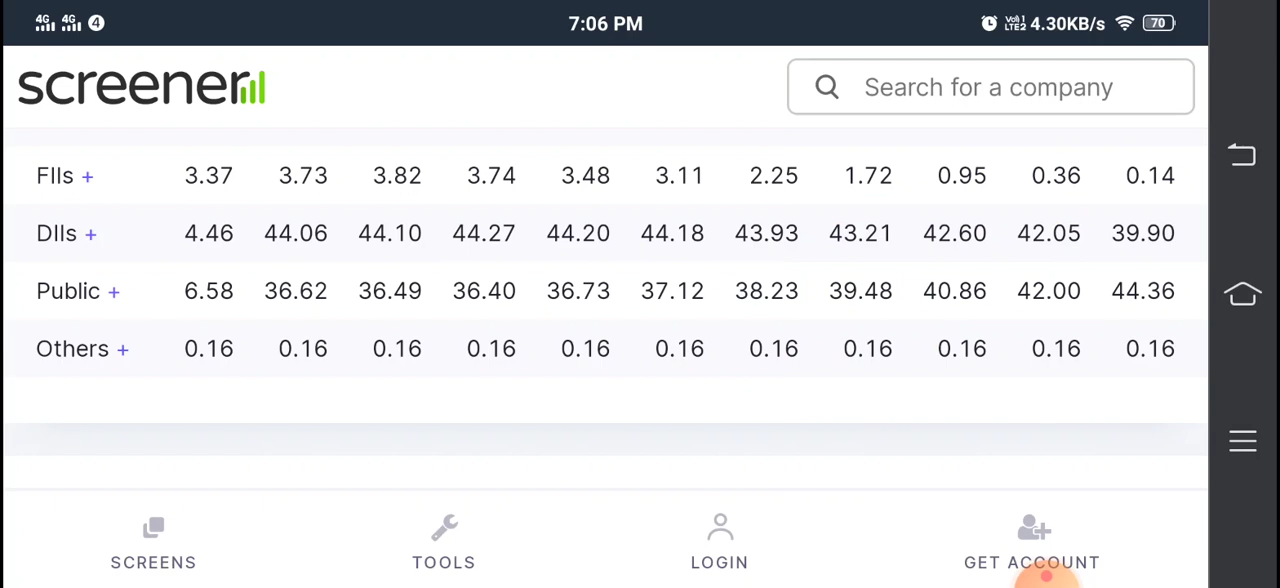 4G 4G 4 7:06 PM VoLTE 1 LTE2 4.30KB/s 70
screener Search for a company
FIIs + 3.37 3.73 3.82 3.74 3.48 3.11 2.25 1.72 0.95 0.36 0.14
DIIs + 4.46 44.06 44.10 44.27 44.20 44.18 43.93 43.21 42.60 42.05 39.90
Public + 6.58 36.62 36.49 36.40 36.73 37.12 38.23 39.48 40.86 42.00 44.36
Others + 0.16 0.16 0.16 0.16 0.16 0.16 0.16 0.16 0.16 0.16 0.16
SCREENS TOOLS LOGIN GET ACCOUNT